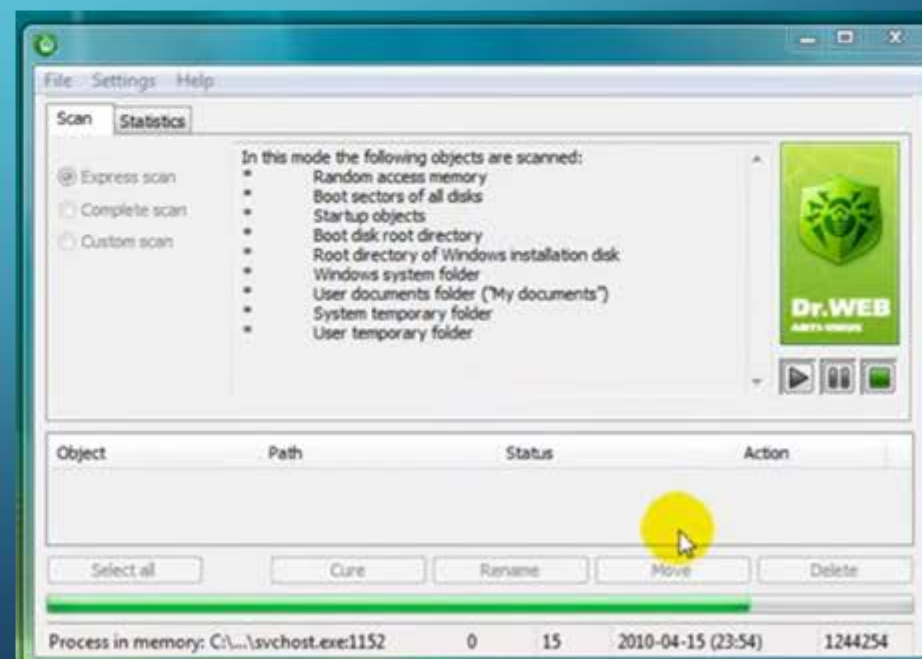 File Settings Help
Scan Statistics
Express scan
Complete scan
Custom scan
In this mode the following objects are scanned:
* Random access memory
* Boot sectors of all disks
* Startup objects
* Boot disk root directory
* Root directory of Windows installation disk
* Windows system folder
* User documents folder ("My documents")
* System temporary folder
* User temporary folder
Dr.WEB
ANTI-VIRUS
Object Path Status Action
Select all Cure Rename Move Delete
Process in memory: C:\...\svchost.exe:1152 0 15 2010-04-15 (23:54) 1244254